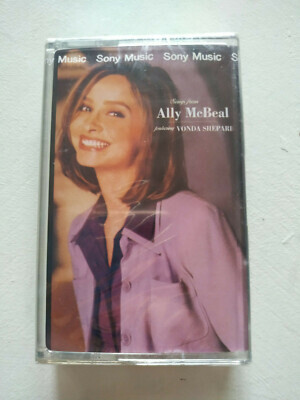 Music Sony Music Sony Music S
Songs from
Ally McBeal
featuring VONDA SHEPARD